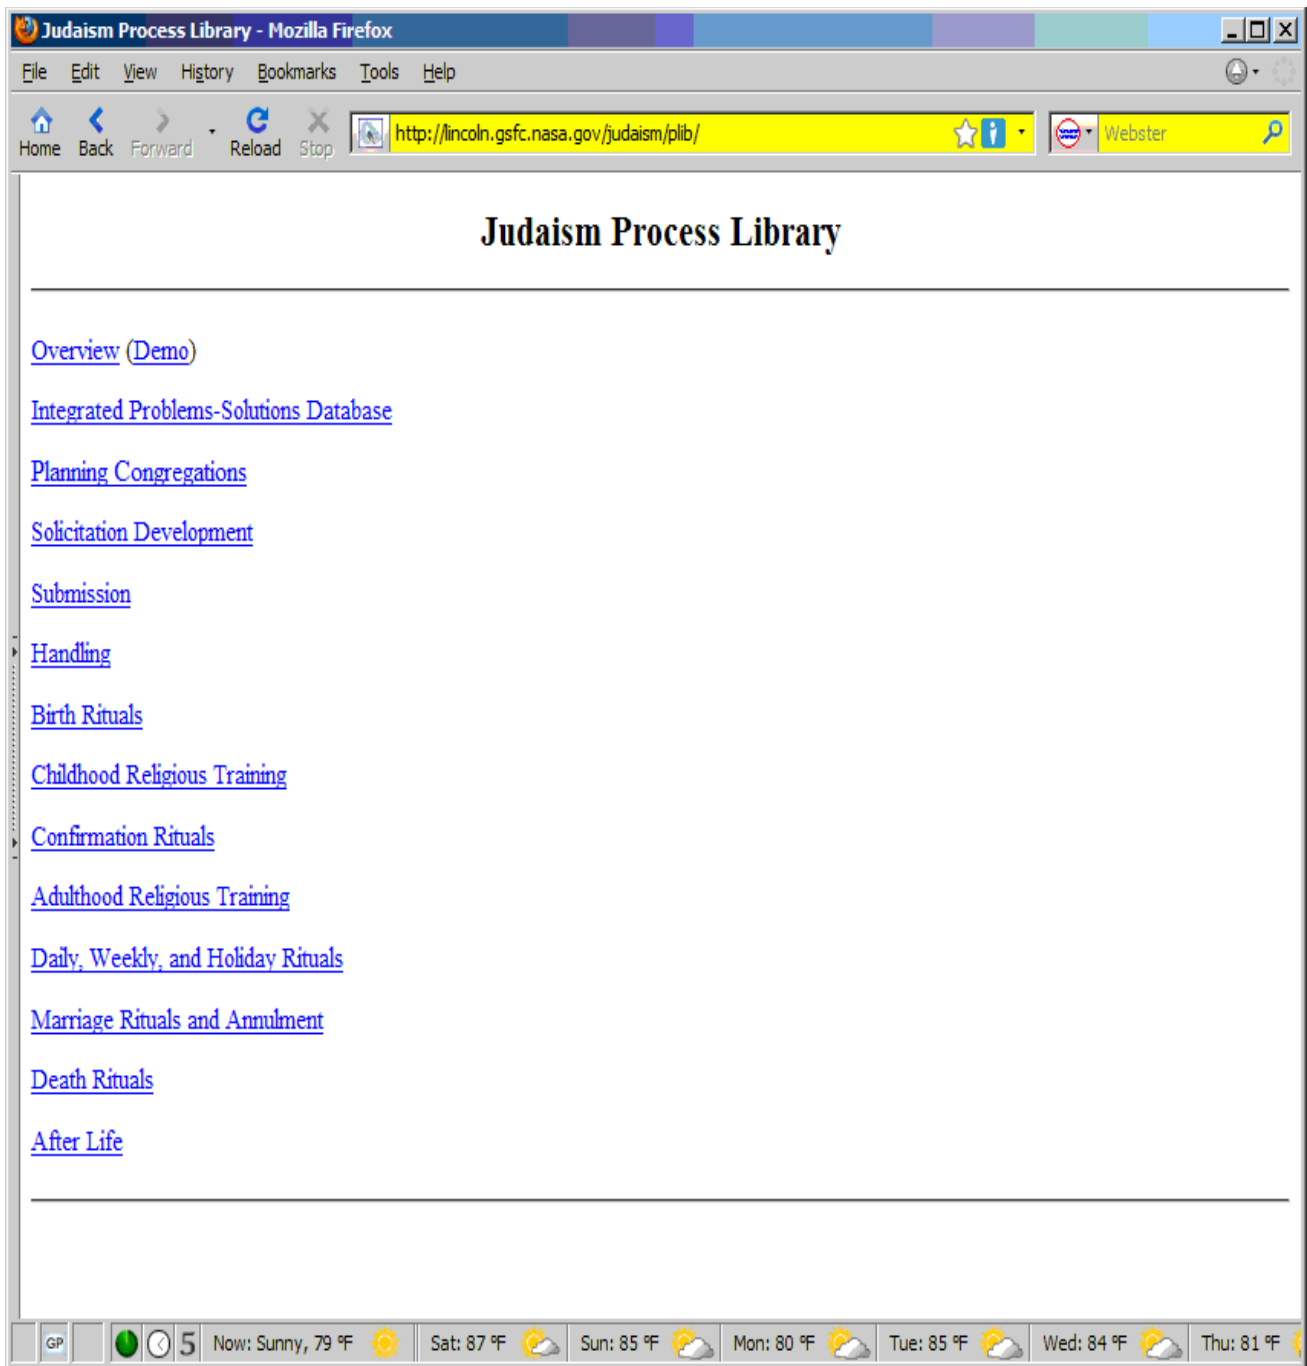 Judaism Process Library - Mozilla Firefox
File Edit View History Bookmarks Tools Help
Home Back Forward Reload Stop http://lincoln.gsfc.nasa.gov/judaism/plib/ Webster
Judaism Process Library
Overview (Demo)
Integrated Problems-Solutions Database
Planning Congregations
Solicitation Development
Submission
Handling
Birth Rituals
Childhood Religious Training
Confirmation Rituals
Adulthood Religious Training
Daily, Weekly, and Holiday Rituals
Marriage Rituals and Annulment
Death Rituals
After Life
GP 5 Now: Sunny, 79 °F Sat: 87 °F Sun: 85 °F Mon: 80 °F Tue: 85 °F Wed: 84 °F Thu: 81 °F